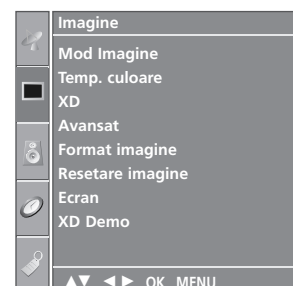 Imagine
Mod Imagine
Temp. culoare
XD
Avansat
Format imagine
Resetare imagine
Ecran
XD Demo
▲▼ ◄► OK MENU